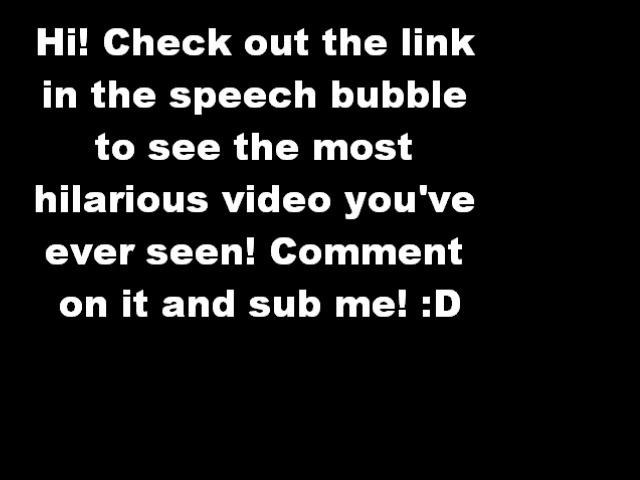 Hi! Check out the link
in the speech bubble
to see the most
hilarious video you've
ever seen! Comment
on it and sub me! :D